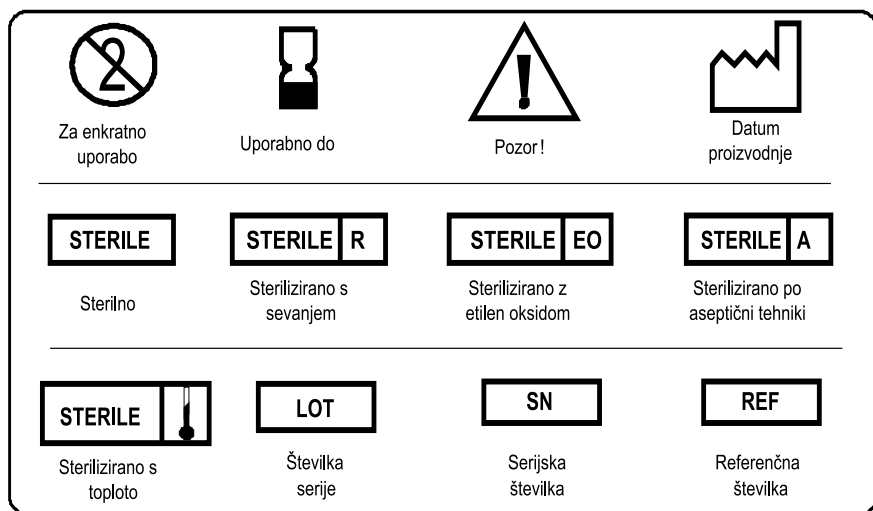 2
Za enkratno
uporabo
Uporabno do
Pozor!
Datum
proizvodnje
STERILE
Sterilno
STERILE R
Sterilizirano s
sevanjem
STERILE EO
Sterilizirano z
etilen oksidom
STERILE A
Sterilizirano po
aseptični tehniki
STERILE
Sterilizirano s
toploto
LOT
Številka
serije
SN
Serijska
številka
REF
Referenčna
številka